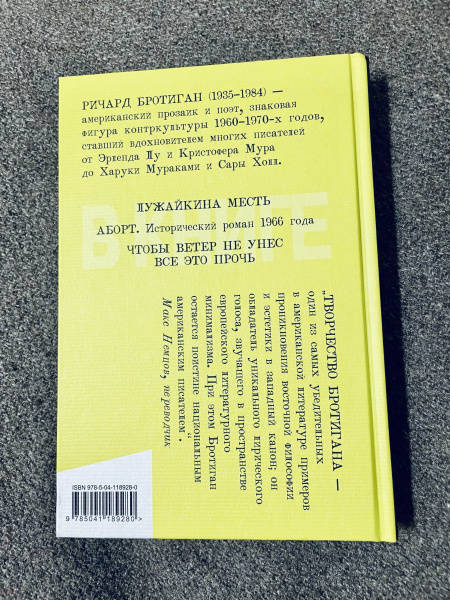 РИЧАРД БРОТИГАН (1935–1984) —
американский прозаик и поэт, знаковая
фигура контркультуры 1960–1970-х годов,
ставший вдохновителем многих писателей
от Эрленда Лу и Кристофера Мура
до Харуки Мураками и Сары Холл.
ЛУЖАЙКИНА МЕСТЬ
АБОРТ. Исторический роман 1966 года
ЧТОБЫ ВЕТЕР НЕ УНЕС
ВСЕ ЭТО ПРОЧЬ
„ТВОРЧЕСТВО БРОТИГАНА —
один из самых убедительных
в американской литературе примеров
проникновения восточной философии
и эстетики в западный канон; он
обладатель уникального лирического
голоса, звучащего в пространстве
европейского литературного
минимализма. При этом Бротиган
остается поистине национальным
американским писателем“.
Макс Немцов, переводчик
ISBN 978-5-04-118928-0
9 785041 189280 >